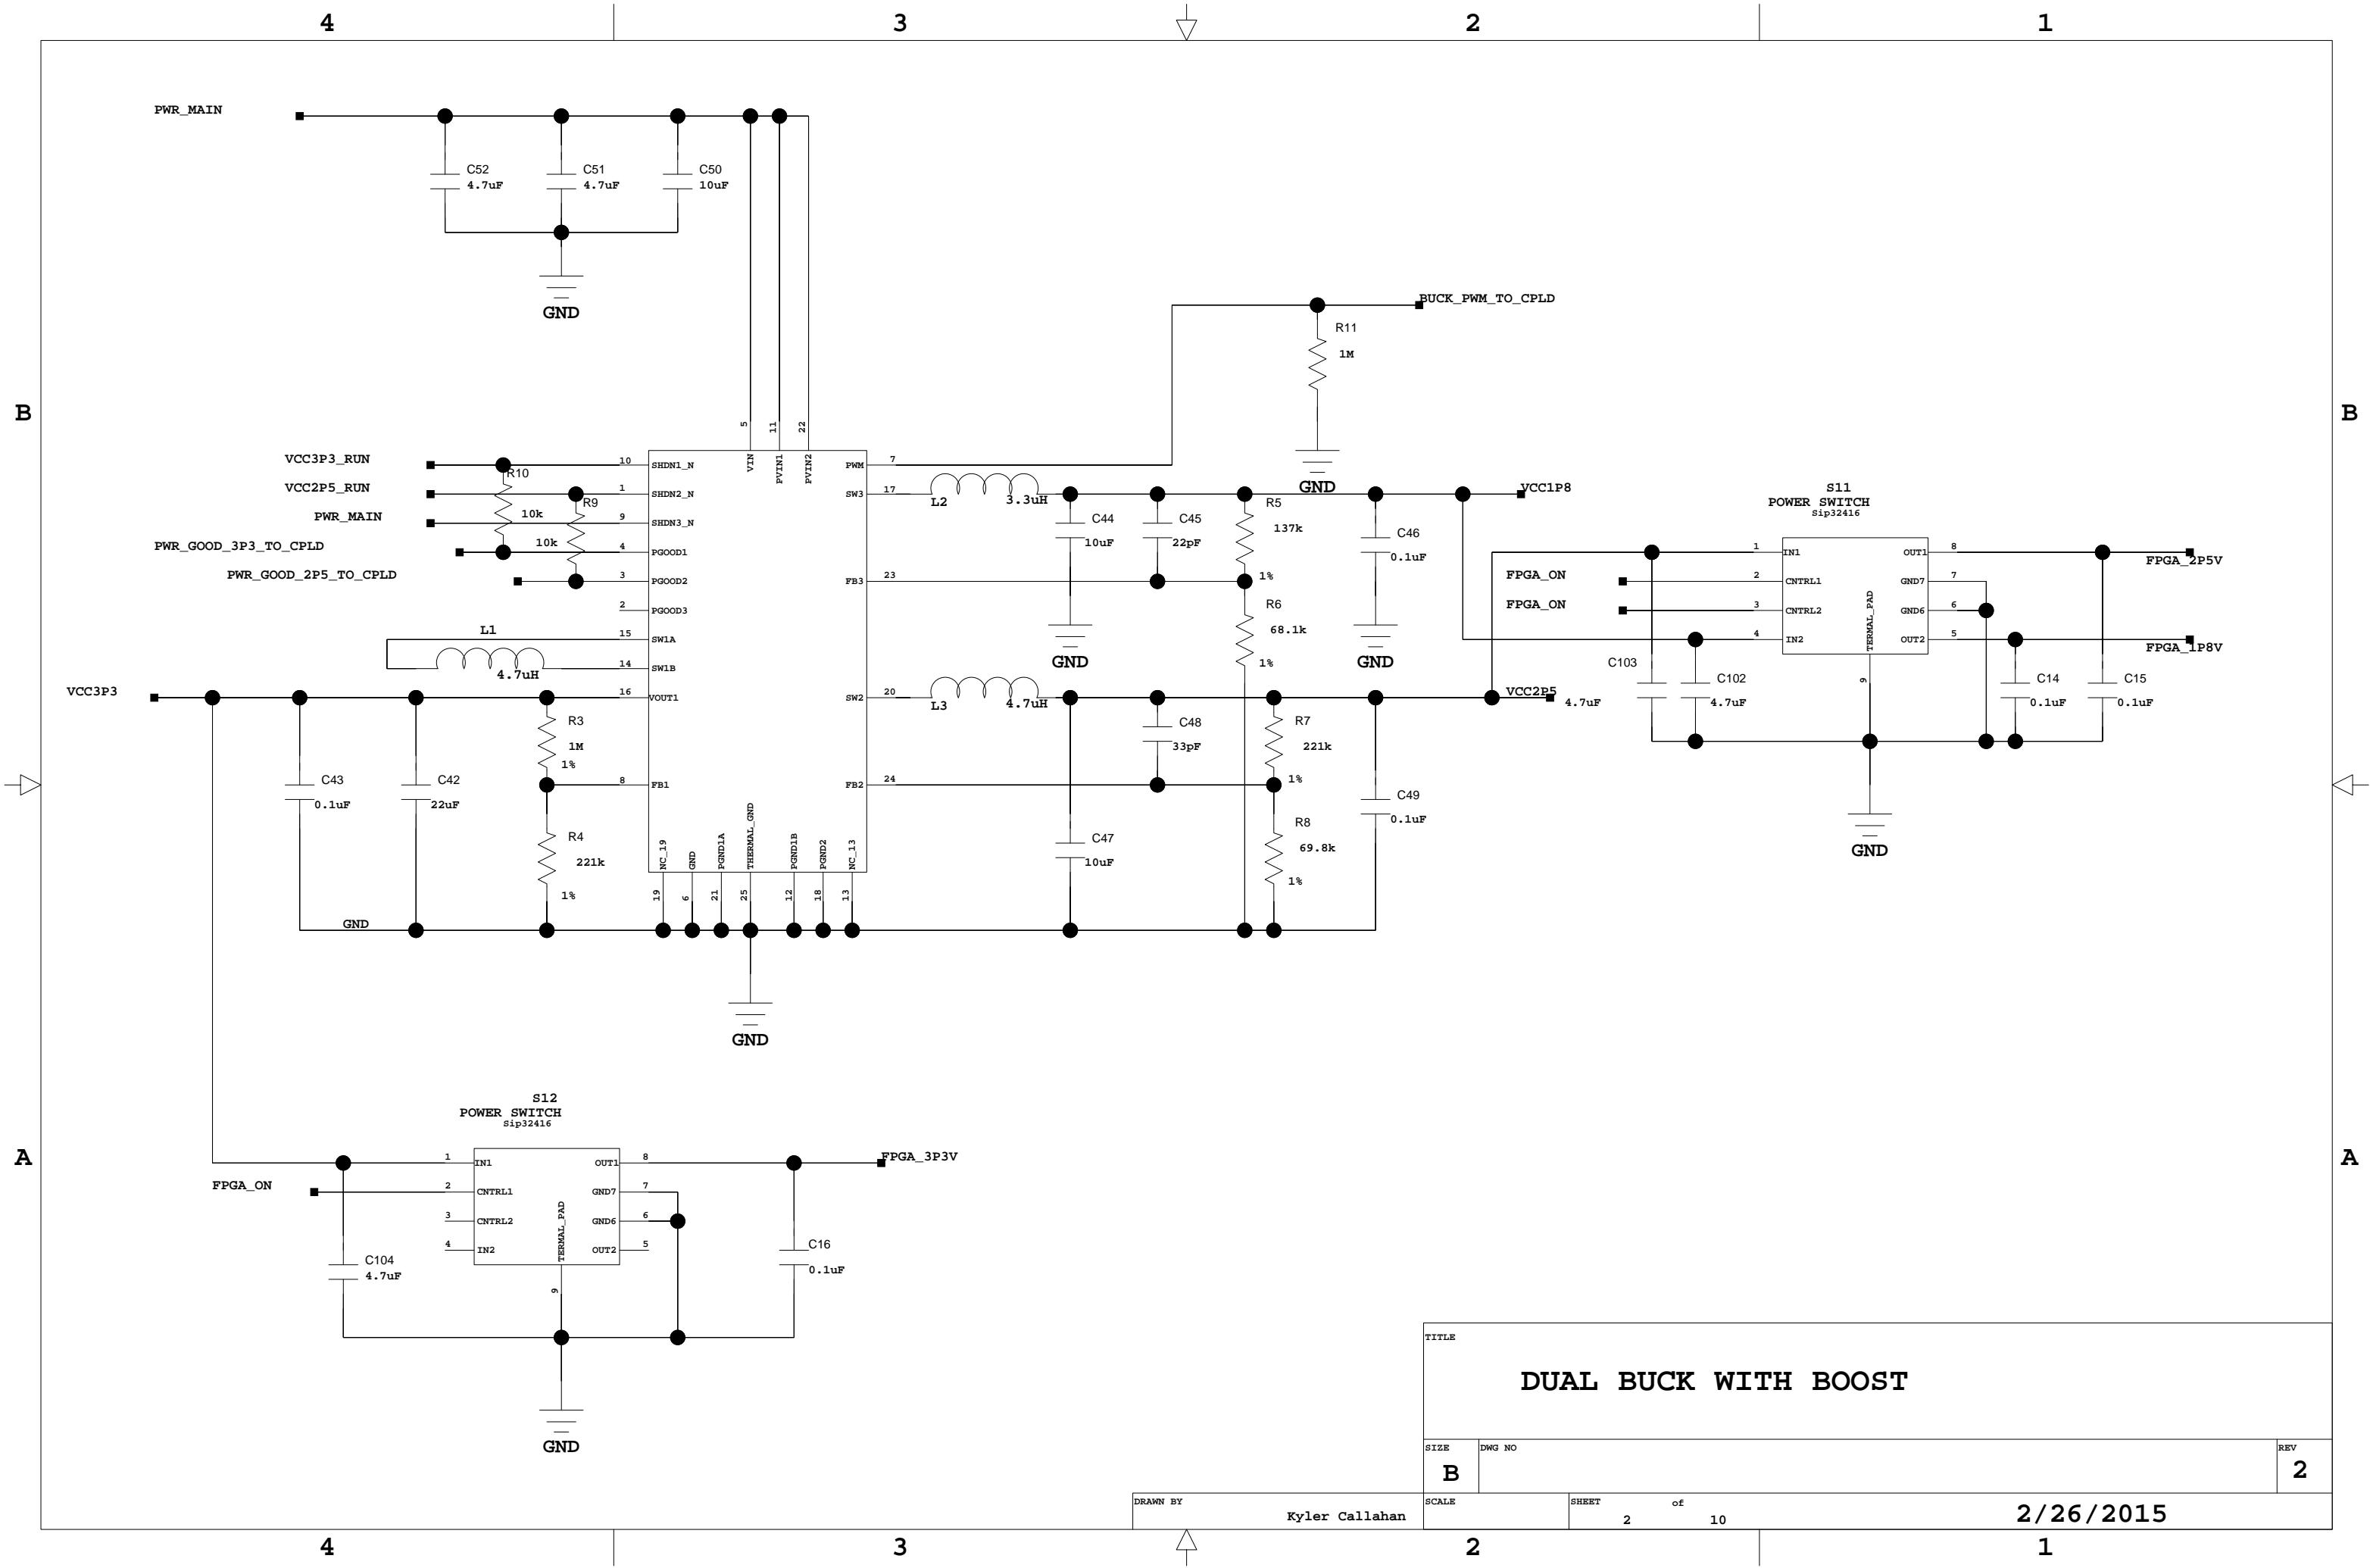 4 3 2 1
PWR_MAIN
C52
4.7uF
C51
4.7uF
C50
10uF
GND
BUCK_PWM_TO_CPLD
R11
1M
GND
B B
5 11 22
VIN PVIN1 PVIN2
VCC3P3_RUN
VCC2P5_RUN
PWR_MAIN
PWR_GOOD_3P3_TO_CPLD
PWR_GOOD_2P5_TO_CPLD
R10
10k
R9
10k
10 SHDN1_N
1 SHDN2_N
9 SHDN3_N
4 PGOOD1
3 PGOOD2
2 PGOOD3
15 SW1A
14 SW1B
16 VOUT1
8 FB1
L1
4.7uH
VCC3P3
C43
0.1uF
C42
22uF
R3
1M
1%
R4
221k
1%
GND
PWM 7
SW3 17
FB3 23
SW2 20
FB2 24
NC_19 GND PGND1A THERMAL_GND PGND1B PGND2 NC_13
19 6 21 25 12 18 13
GND
L2 3.3uH
C44
10uF
GND
C45
22pF
R5
137k
1%
R6
68.1k
1%
C46
0.1uF
GND
VCC1P8
L3 4.7uH
C47
10uF
C48
33pF
R7
221k
1%
R8
69.8k
1%
C49
0.1uF
VCC2P5
S11
POWER SWITCH
Sip32416
FPGA_ON
FPGA_ON
1 IN1
2 CNTRL1
3 CNTRL2
4 IN2
OUT1 8
GND7 7
GND6 6
OUT2 5
TERMAL_PAD
9
C103
4.7uF
C102
4.7uF
C14
0.1uF
C15
0.1uF
FPGA_2P5V
FPGA_1P8V
GND
S12
POWER SWITCH
Sip32416
FPGA_ON
1 IN1
2 CNTRL1
3 CNTRL2
4 IN2
OUT1 8
GND7 7
GND6 6
OUT2 5
TERMAL_PAD
9
C104
4.7uF
C16
0.1uF
FPGA_3P3V
GND
A A
TITLE
DUAL BUCK WITH BOOST
SIZE DWG NO REV
B 2
DRAWN BY SCALE SHEET of
Kyler Callahan 2 10 2/26/2015
4 3 2 1